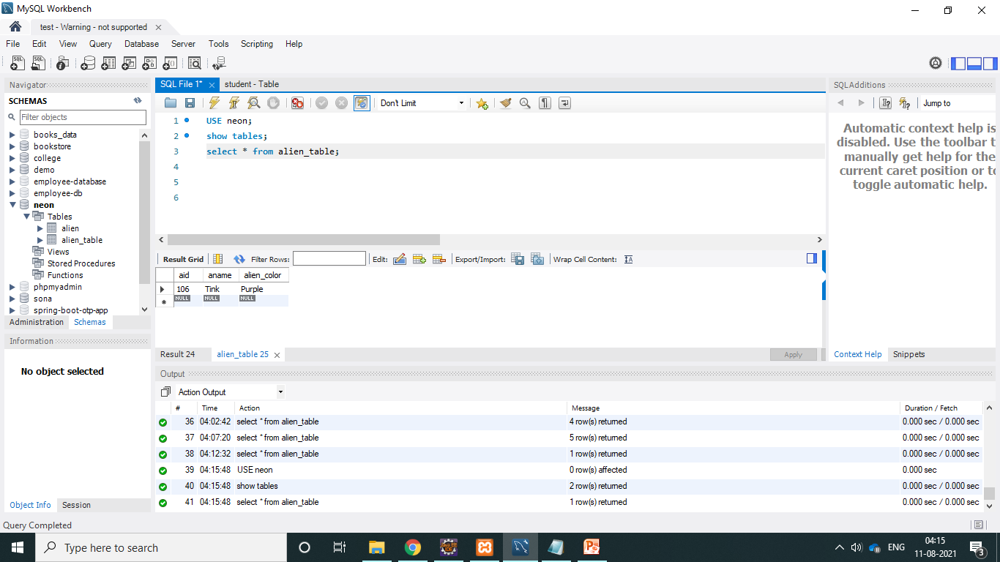 MySQL Workbench
test - Warning - not supported
File Edit View Query Database Server Tools Scripting Help
Navigator
SCHEMAS
Filter objects
books_data
bookstore
college
demo
employee-database
employee-db
neon
Tables
alien
alien_table
Views
Stored Procedures
Functions
phpmyadmin
sona
spring-boot-otp-app
Administration Schemas
Information
No object selected
Object Info Session
SQL File 1* student - Table
Don't Limit
1 USE neon;
2 show tables;
3 select * from alien_table;
4
5
6
Result Grid Filter Rows: Edit: Export/Import: Wrap Cell Content:
aid aname alien_color
106 Tink Purple
NULL NULL NULL
Result 24 alien_table 25 Apply
SQLAdditions
Jump to
Automatic context help is
disabled. Use the toolbar t
manually get help for the
current caret position or to
toggle automatic help.
Context Help Snippets
Output
Action Output
# Time Action Message Duration / Fetch
36 04:02:42 select * from alien_table 4 row(s) returned 0.000 sec / 0.000 sec
37 04:07:20 select * from alien_table 5 row(s) returned 0.000 sec / 0.000 sec
38 04:12:32 select * from alien_table 1 row(s) returned 0.000 sec / 0.000 sec
39 04:15:48 USE neon 0 row(s) affected 0.000 sec
40 04:15:48 show tables 2 row(s) returned 0.000 sec / 0.000 sec
41 04:15:48 select * from alien_table 1 row(s) returned 0.000 sec / 0.000 sec
Query Completed
Type here to search
ENG
04:15
11-08-2021
3